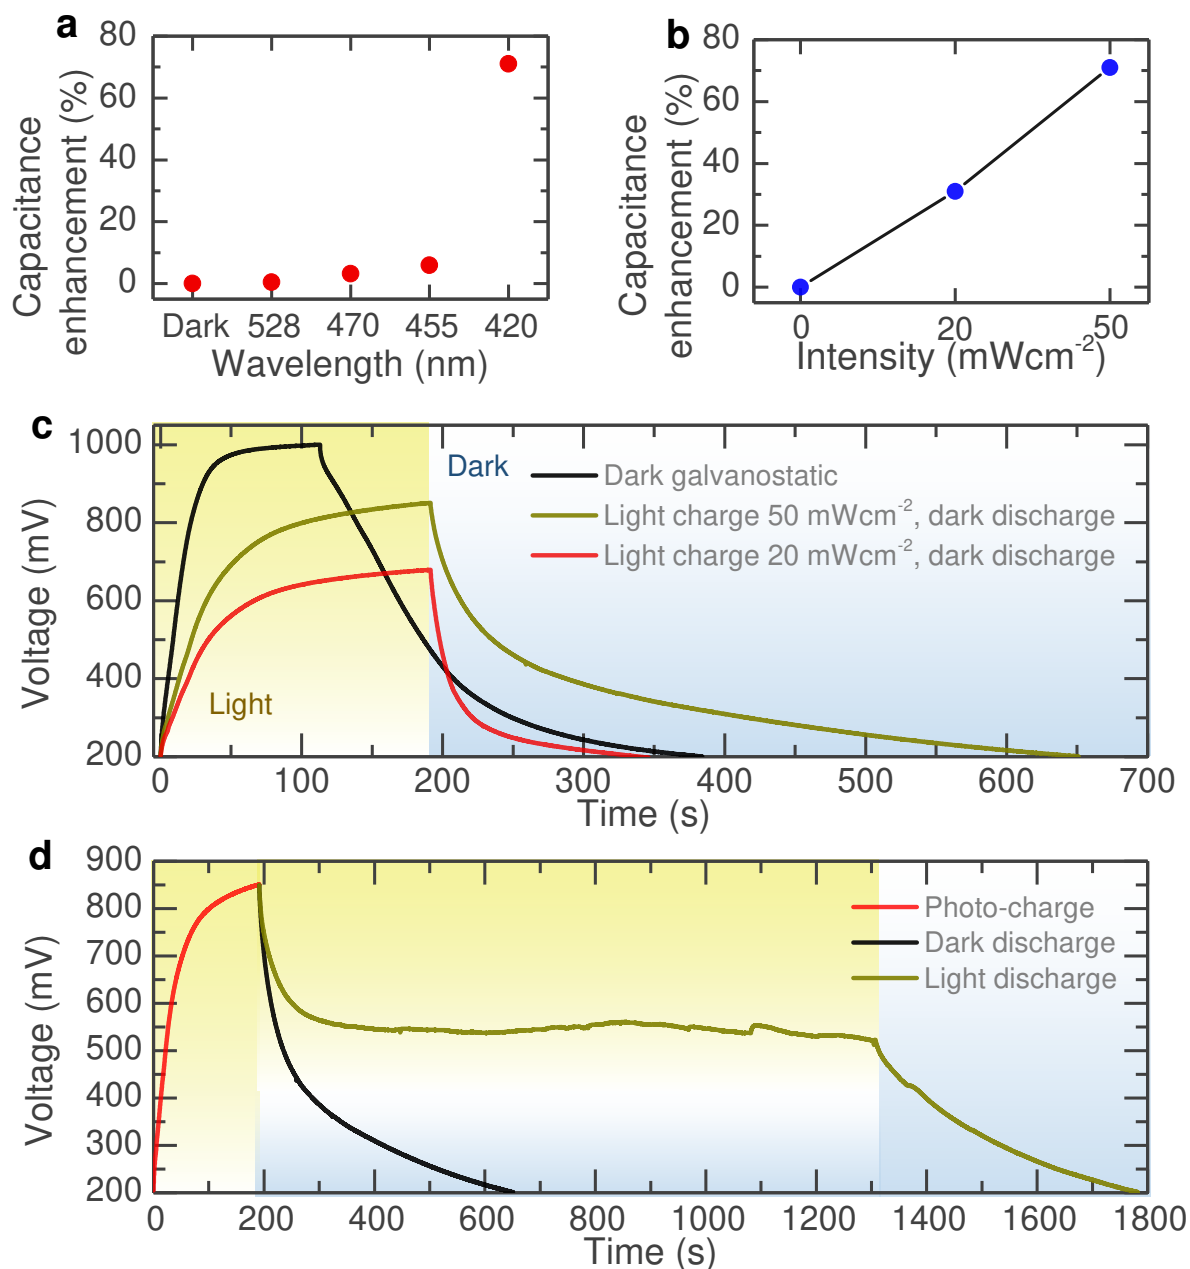 a
80
60
40
20
0
Capacitance
enhancement (%)
Dark 528 470 455 420
Wavelength (nm)
b
80
60
40
20
0
Capacitance
enhancement (%)
0 20 50
Intensity (mWcm⁻²)
c
1000
800
600
400
200
Voltage (mV)
Dark
Light
Dark galvanostatic
Light charge 50 mWcm⁻², dark discharge
Light charge 20 mWcm⁻², dark discharge
0 100 200 300 400 500 600 700
Time (s)
d
900
800
700
600
500
400
300
200
Voltage (mV)
Photo-charge
Dark discharge
Light discharge
0 200 400 600 800 1000 1200 1400 1600 1800
Time (s)